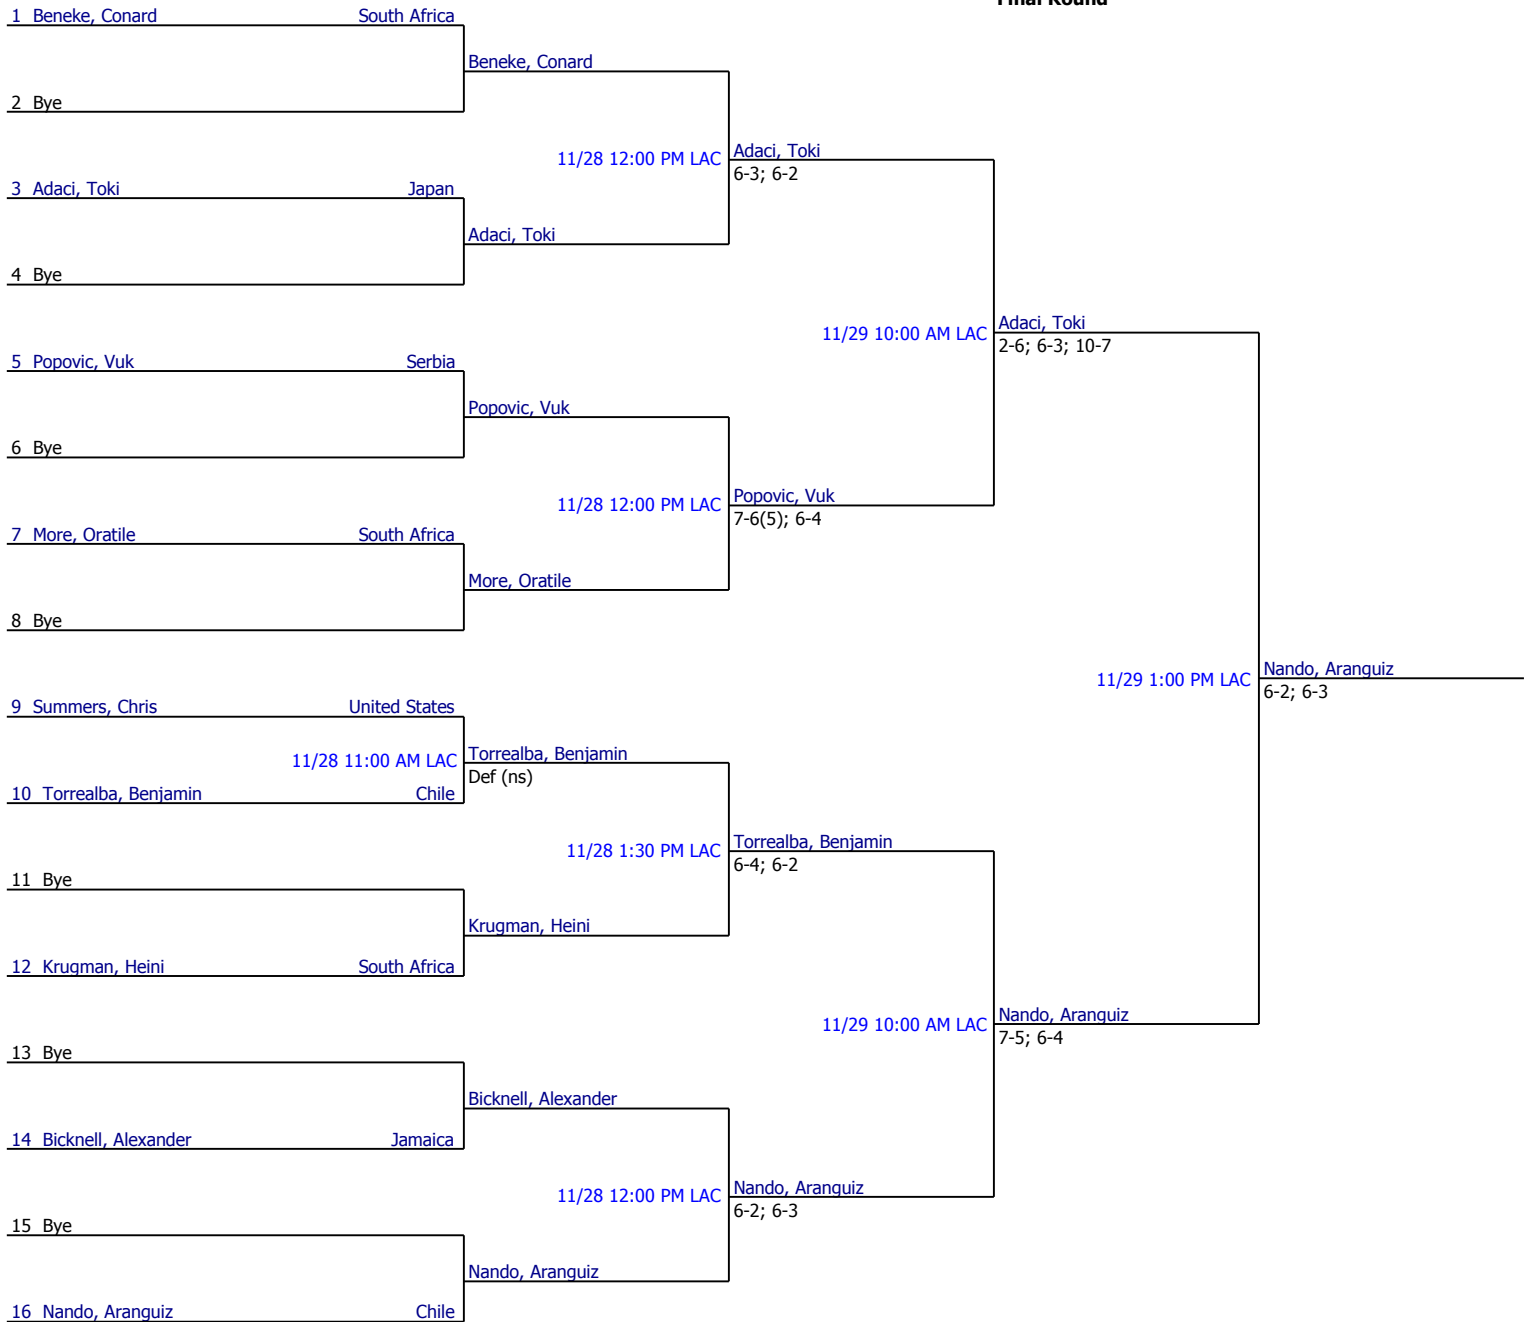 Final Round
1 Beneke, Conard South Africa
Beneke, Conard
2 Bye
11/28 12:00 PM LAC Adaci, Toki
6-3; 6-2
3 Adaci, Toki Japan
Adaci, Toki
4 Bye
11/29 10:00 AM LAC Adaci, Toki
2-6; 6-3; 10-7
5 Popovic, Vuk Serbia
Popovic, Vuk
6 Bye
11/28 12:00 PM LAC Popovic, Vuk
7-6(5); 6-4
7 More, Oratile South Africa
More, Oratile
8 Bye
11/29 1:00 PM LAC Nando, Aranguiz
6-2; 6-3
9 Summers, Chris United States
11/28 11:00 AM LAC Torrealba, Benjamin
Def (ns)
10 Torrealba, Benjamin Chile
11/28 1:30 PM LAC Torrealba, Benjamin
6-4; 6-2
11 Bye
Krugman, Heini
12 Krugman, Heini South Africa
11/29 10:00 AM LAC Nando, Aranguiz
7-5; 6-4
13 Bye
Bicknell, Alexander
14 Bicknell, Alexander Jamaica
11/28 12:00 PM LAC Nando, Aranguiz
6-2; 6-3
15 Bye
Nando, Aranguiz
16 Nando, Aranguiz Chile